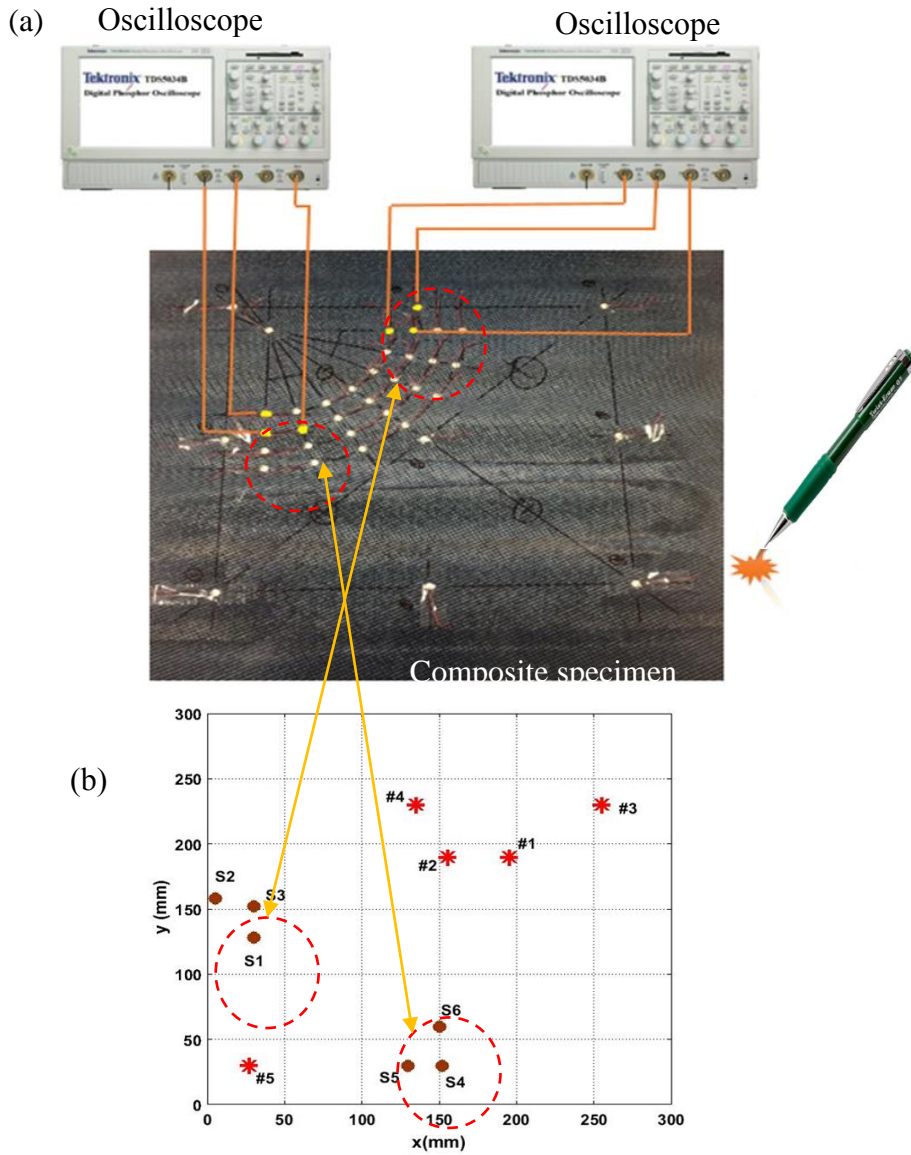 (a)
Oscilloscope
Oscilloscope
Tektronix TDS5034B
Digital Phosphor Oscilloscope
Tektronix TDS5034B
Digital Phosphor Oscilloscope
Composite specimen
(b)
300
250
200
150
100
50
0
y (mm)
#4
#3
#1
#2
S2
S3
S1
S6
S5
S4
#5
0
50
100
150
200
250
300
x(mm)